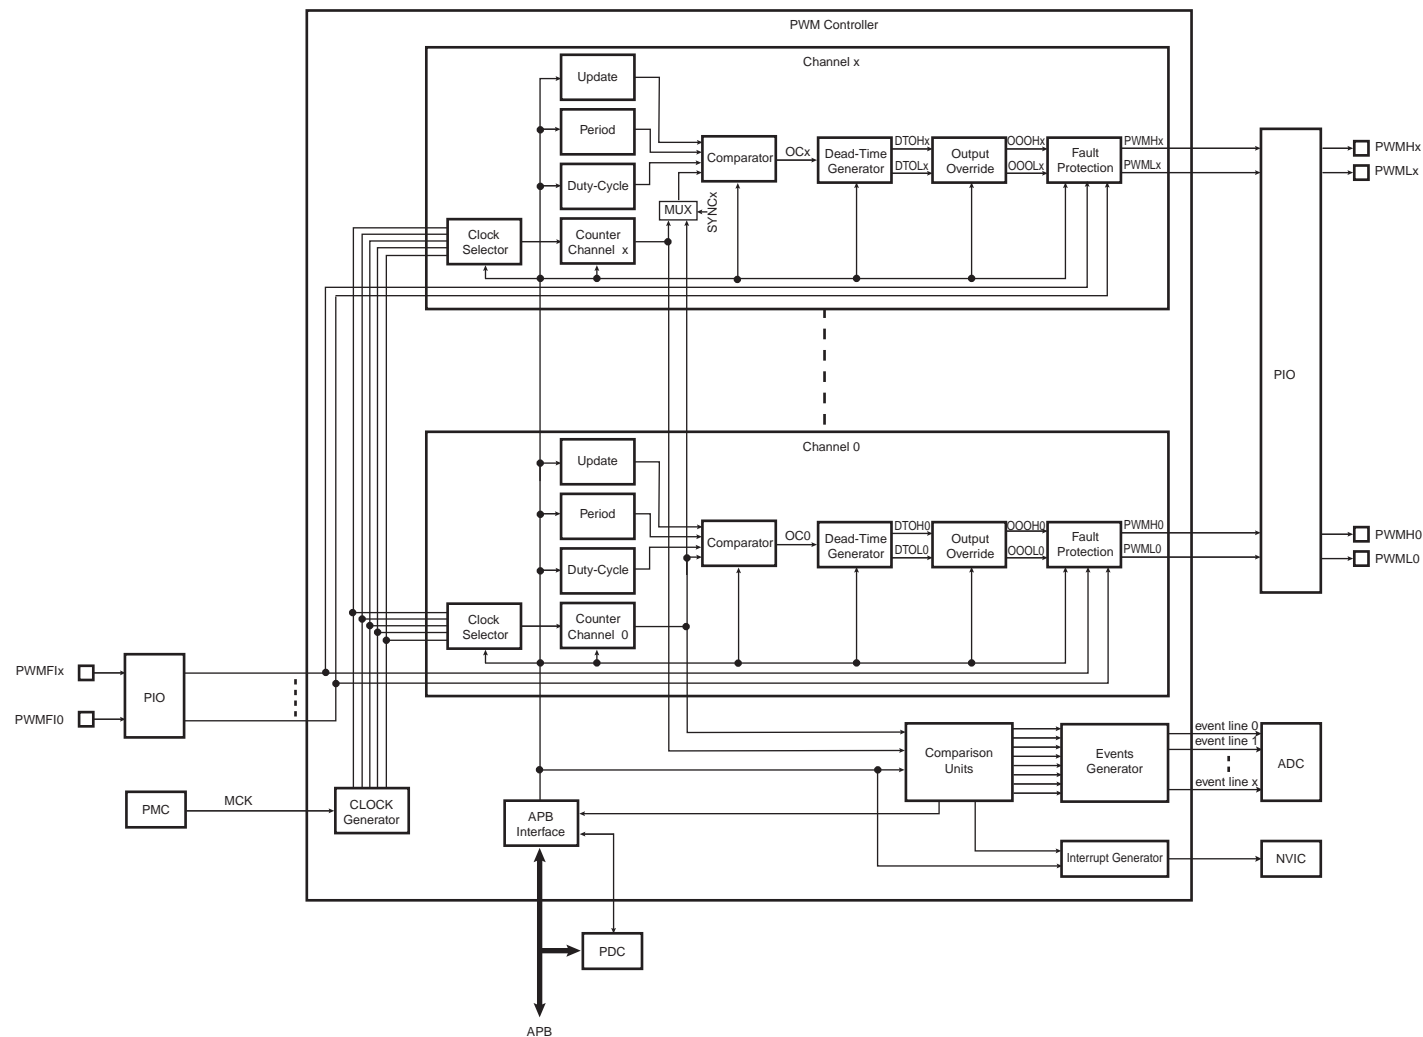 PWM Controller
Channel x
Update
Period
Comparator
OCx
Dead-Time
Generator
DTOHx
DTOLx
Output
Override
OOOHx
OOOLx
Fault
Protection
PWMHx
PWMLx
PWMHx
PWMLx
Duty-Cycle
MUX
SYNCx
Clock
Selector
Counter
Channel x
PIO
Channel 0
Update
Period
Comparator
OC0
Dead-Time
Generator
DTOH0
DTOL0
Output
Override
OOOH0
OOOL0
Fault
Protection
PWMH0
PWML0
PWMH0
PWML0
Duty-Cycle
Clock
Selector
Counter
Channel 0
PWMFIx
PWMFI0
PIO
Comparison
Units
Events
Generator
event line 0
event line 1
event line x
ADC
PMC
MCK
CLOCK
Generator
APB
Interface
Interrupt Generator
NVIC
PDC
APB